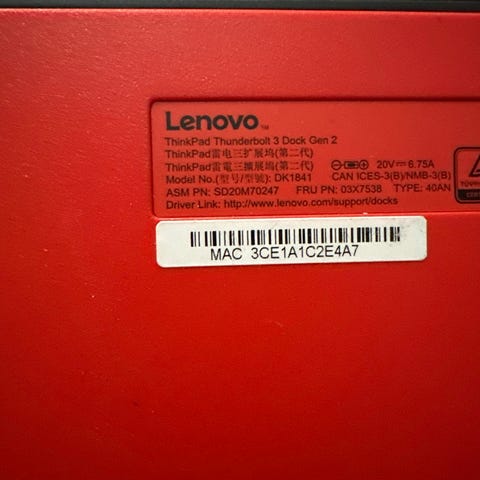 Lenovo™
ThinkPad Thunderbolt 3 Dock Gen 2
ThinkPad雷电三扩展坞(第二代)
ThinkPad雷電三擴展塢(第二代) 20V⎓6.75A
Model No.(型号/型號): DK1841 CAN ICES-3(B)/NMB-3(B)
ASM PN: SD20M70247 FRU PN: 03X7538 TYPE: 40AN
Driver Link: http://www.lenovo.com/support/docks
MAC 3CE1A1C2E4A7